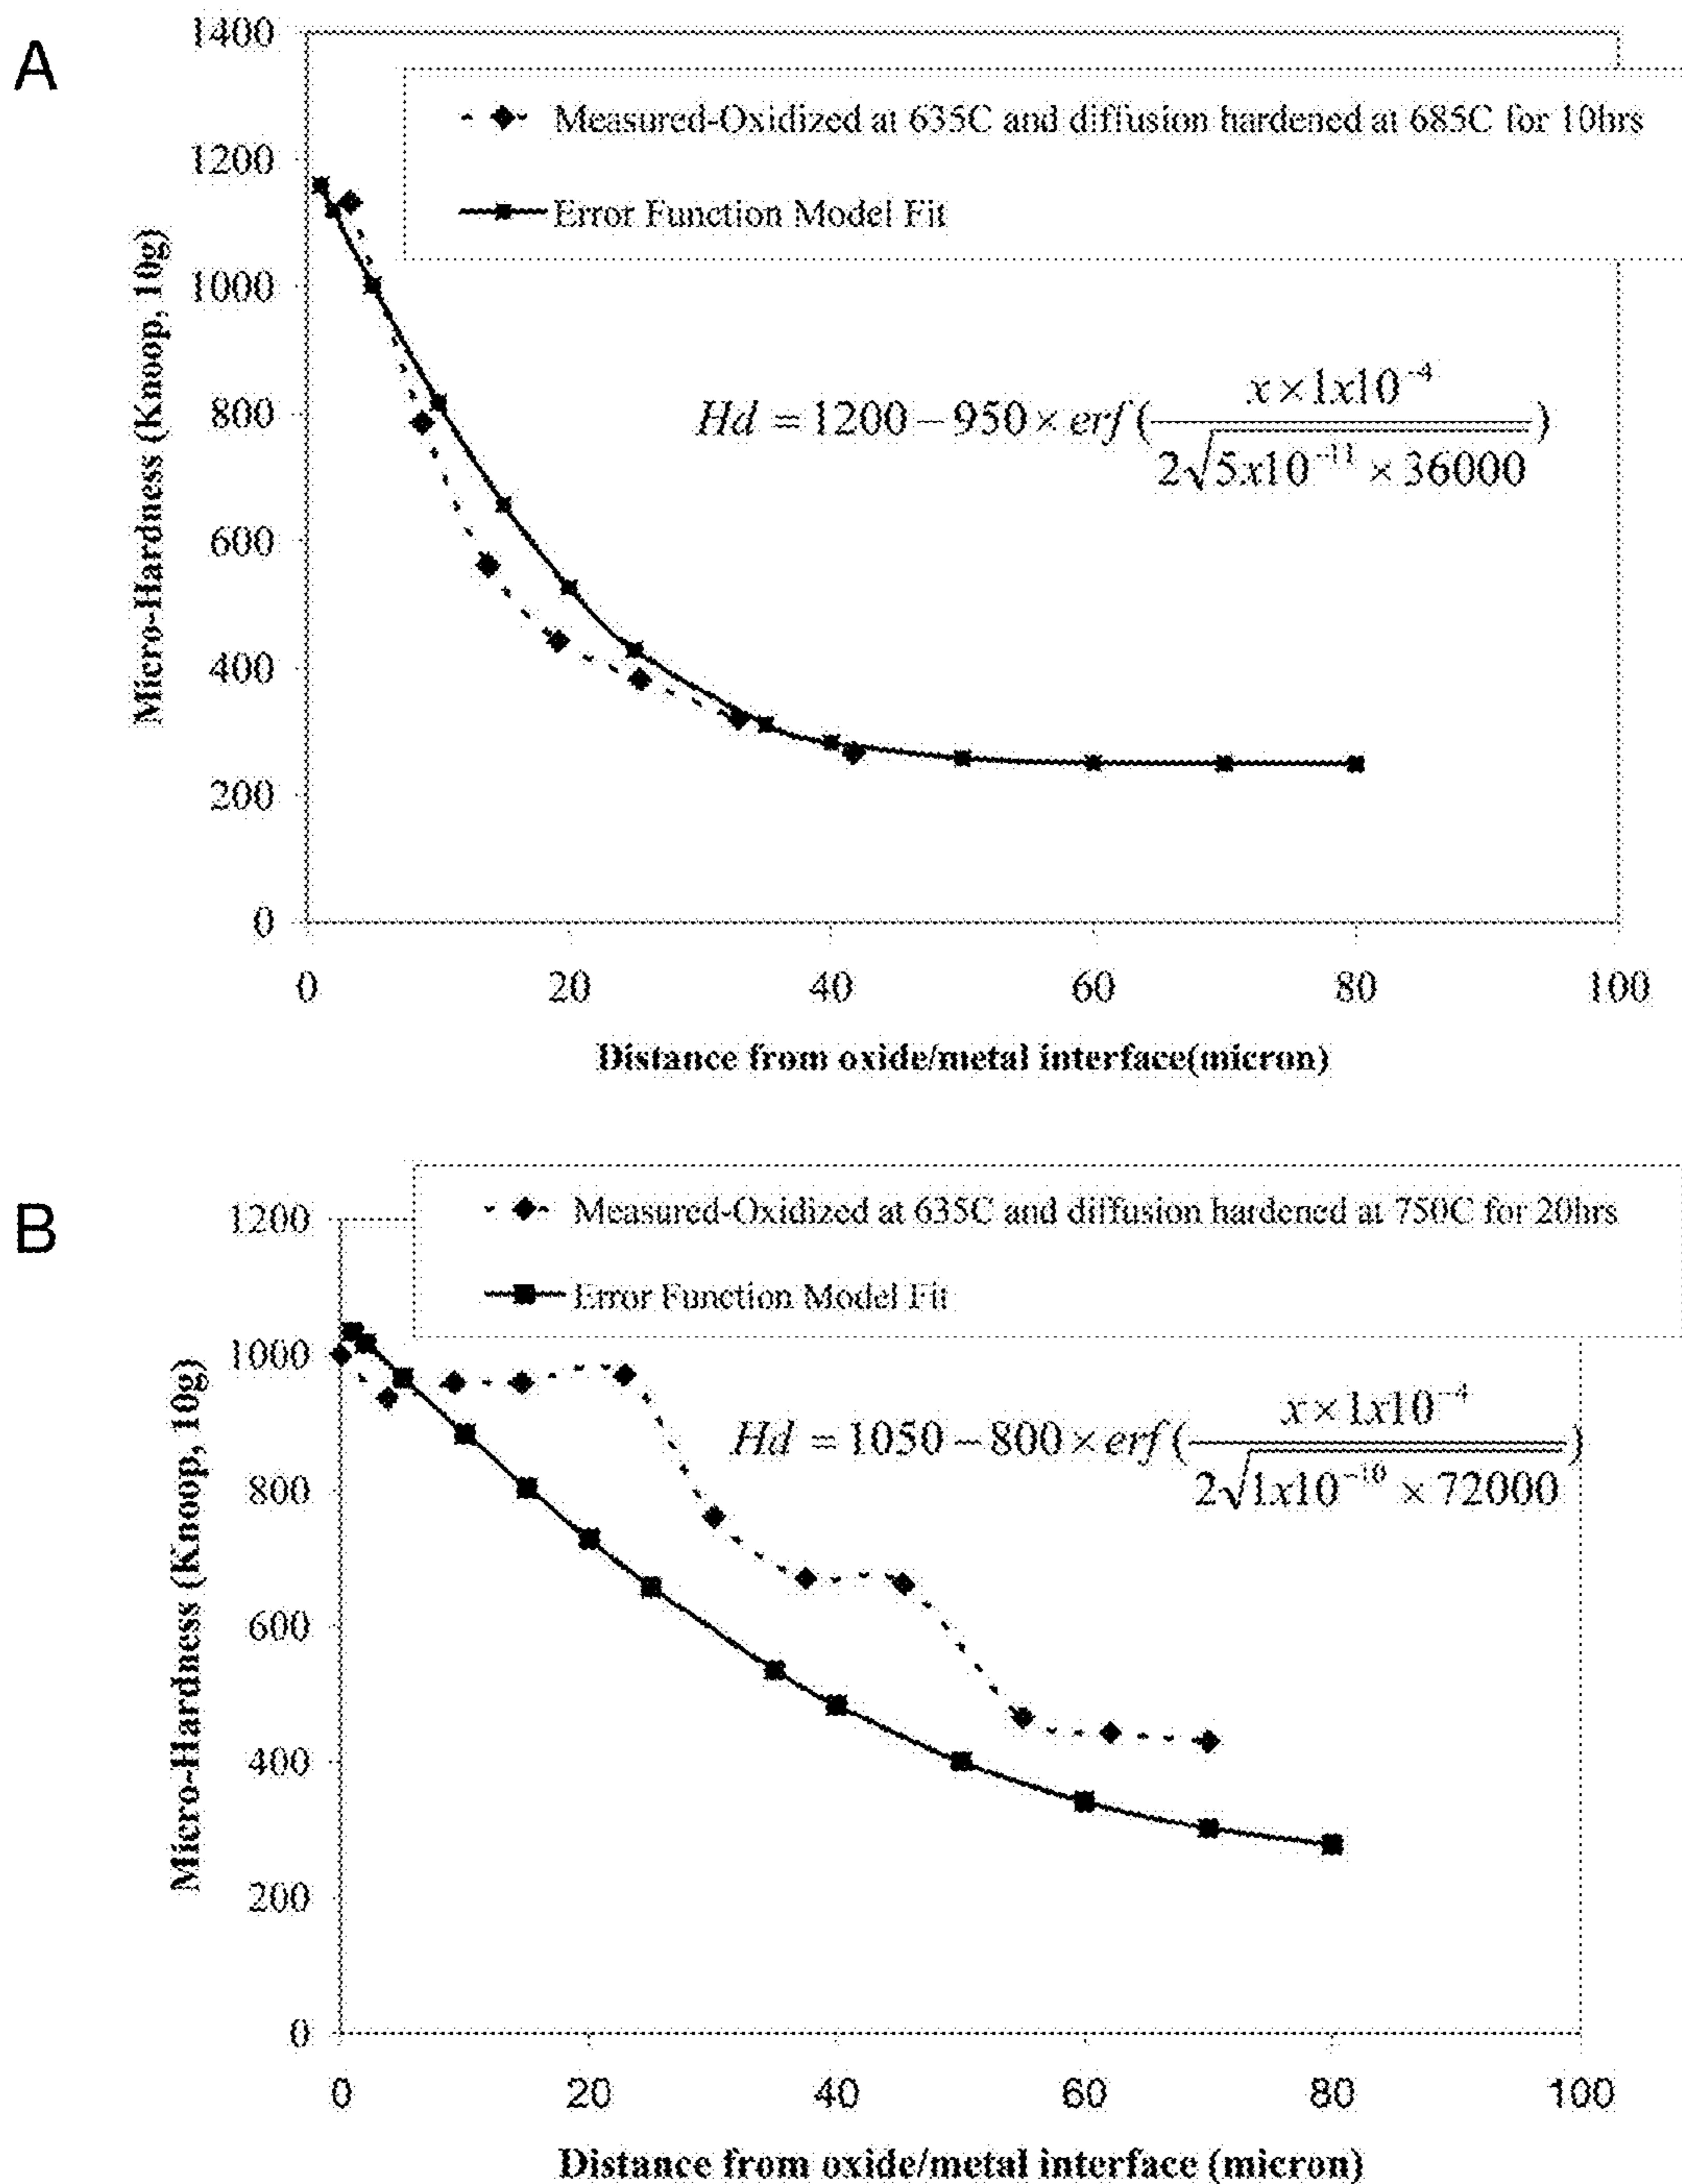 A
1400
1200
1000
800
600
400
200
0
Micro-Hardness (Knoop, 10g)
Measured-Oxidized at 635C and diffusion hardened at 685C for 10hrs
Error Function Model Fit
Hd = 1200 – 950 × erf ( x × 1x10⁻⁴ / 2√5x10⁻¹¹ × 36000 )
0 20 40 60 80 100
Distance from oxide/metal interface(micron)
B
1200
1000
800
600
400
200
0
Micro-Hardness (Knoop, 10g)
Measured-Oxidized at 635C and diffusion hardened at 750C for 20hrs
Error Function Model Fit
Hd = 1050 – 800 × erf ( x × 1x10⁻⁴ / 2√1x10⁻¹⁰ × 72000 )
0 20 40 60 80 100
Distance from oxide/metal interface (micron)